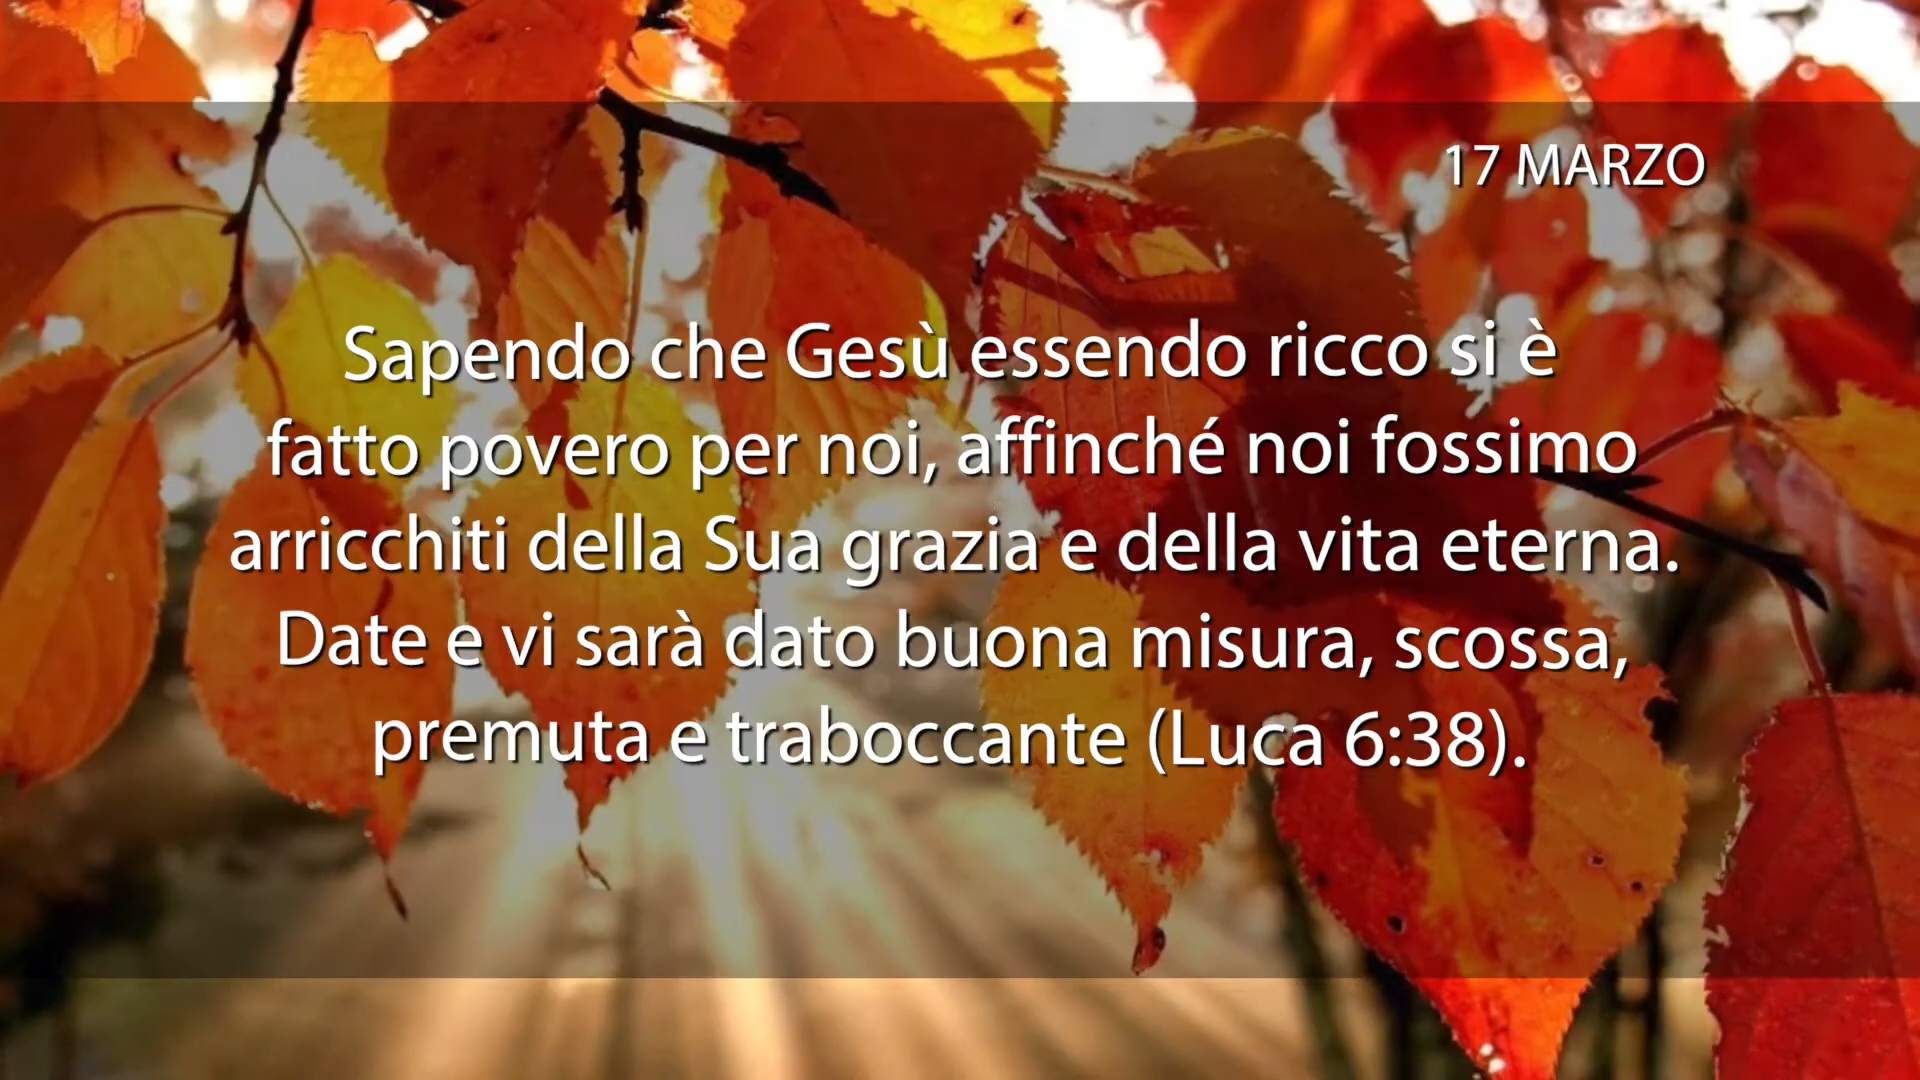 17 MARZO
Sapendo che Gesù essendo ricco si è
fatto povero per noi, affinché noi fossimo
arricchiti della Sua grazia e della vita eterna.
Date e vi sarà dato buona misura, scossa,
premuta e traboccante (Luca 6:38).